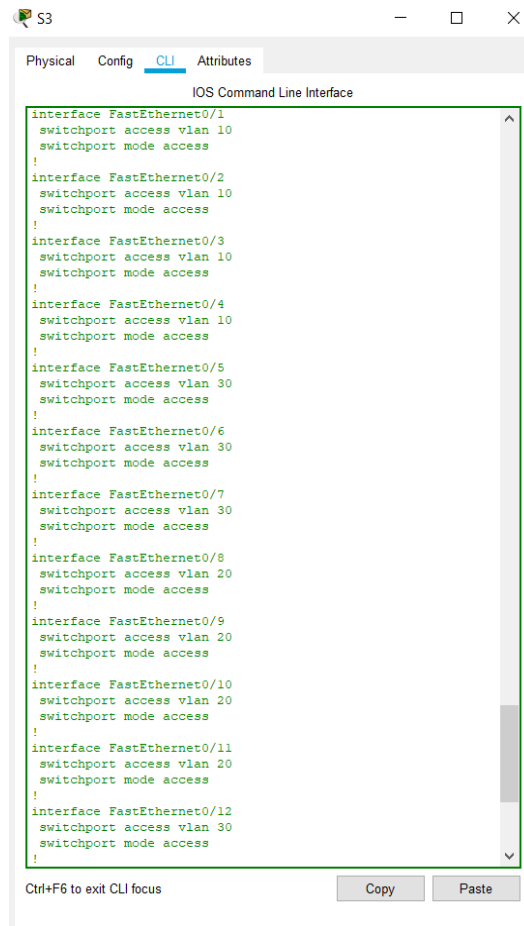 S3
Physical Config CLI Attributes
IOS Command Line Interface
interface FastEthernet0/1
switchport access vlan 10
switchport mode access
!
interface FastEthernet0/2
switchport access vlan 10
switchport mode access
!
interface FastEthernet0/3
switchport access vlan 10
switchport mode access
!
interface FastEthernet0/4
switchport access vlan 10
switchport mode access
!
interface FastEthernet0/5
switchport access vlan 30
switchport mode access
!
interface FastEthernet0/6
switchport access vlan 30
switchport mode access
!
interface FastEthernet0/7
switchport access vlan 30
switchport mode access
!
interface FastEthernet0/8
switchport access vlan 20
switchport mode access
!
interface FastEthernet0/9
switchport access vlan 20
switchport mode access
!
interface FastEthernet0/10
switchport access vlan 20
switchport mode access
!
interface FastEthernet0/11
switchport access vlan 20
switchport mode access
!
interface FastEthernet0/12
switchport access vlan 30
switchport mode access
!
Ctrl+F6 to exit CLI focus Copy Paste